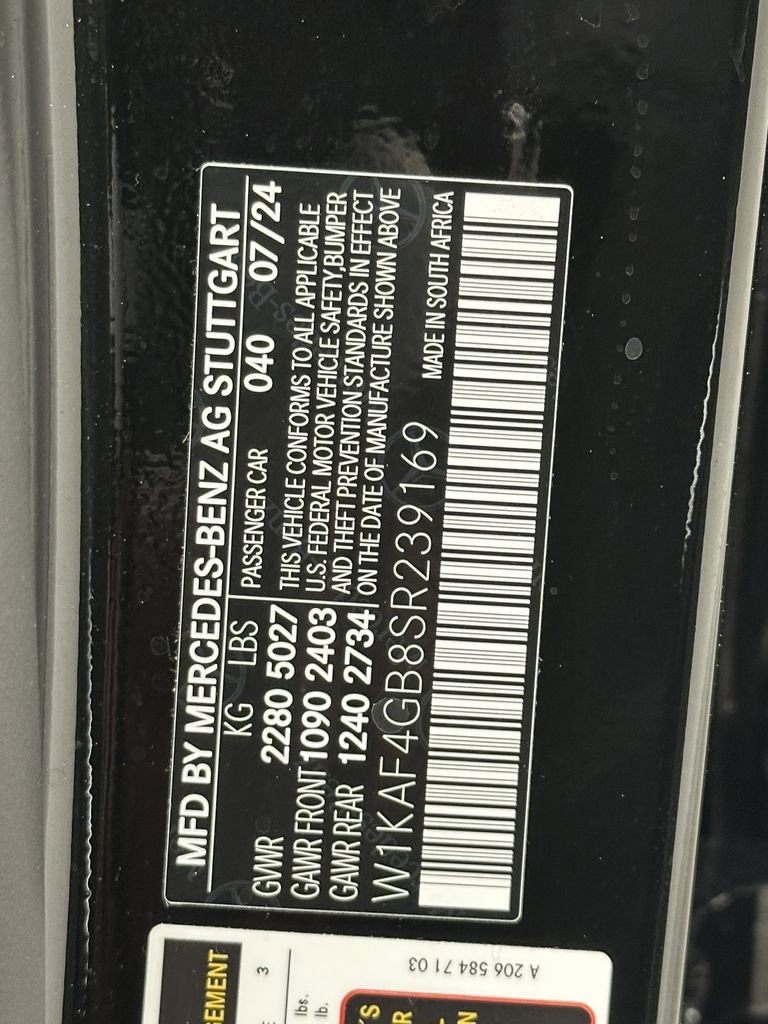 MFD BY MERCEDES-BENZ AG STUTTGART
KG LBS
PASSENGER CAR 040 07/24
GVWR 2280 5027
GAWR FRONT 1090 2403
GAWR REAR 1240 2734
THIS VEHICLE CONFORMS TO ALL APPLICABLE
U.S. FEDERAL MOTOR VEHICLE SAFETY,BUMPER
AND THEFT PREVENTION STANDARDS IN EFFECT
ON THE DATE OF MANUFACTURE SHOWN ABOVE
W1KAF4GB8SR239169
MADE IN SOUTH AFRICA
A 206 584 71 03
3
lbs.
lb.